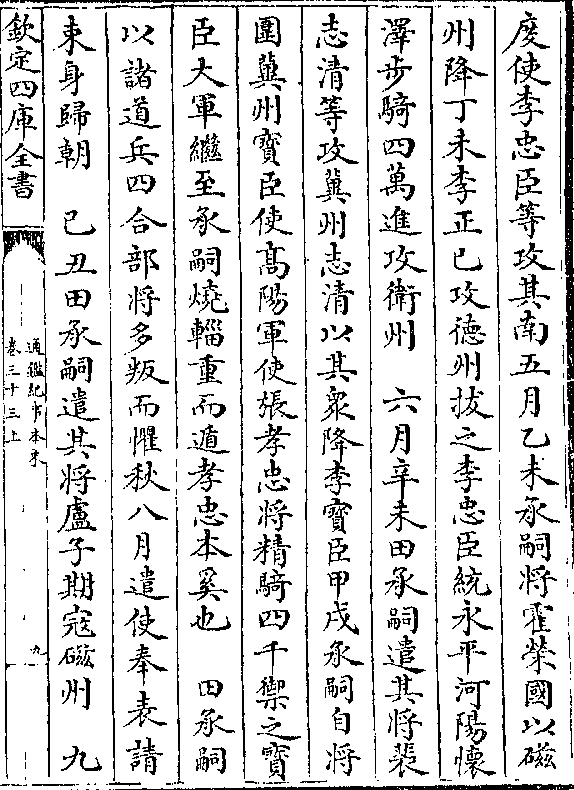 度使李忠臣等攻其南五月乙未承嗣將霍榮國以磁
州降丁未李正已攻德州拔之李忠臣統永平河陽懷
澤步騎四萬進攻衛州　六月辛未田承嗣遣其將裴
志清等攻冀州志清以其衆降李寶臣甲戌承嗣自將
圍冀州寶臣使髙陽軍使張孝忠將精騎四千禦之寶
臣大軍繼至承嗣燒輜重而遁孝忠本奚也　田承嗣
以諸道兵四合部將多叛而懼秋八月遣使奉表請
束身歸朝　已丑田承嗣遣其將盧子期寇磁州　九
欽定四庫全書
通鑑紀事本末
卷三十三上
九